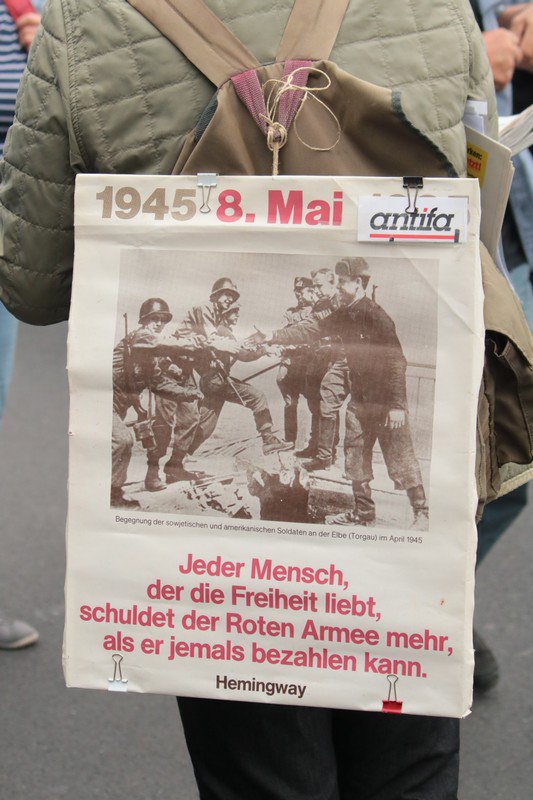 1945 8. Mai
antifa
Begegnung der sowjetischen und amerikanischen Soldaten an der Elbe (Torgau) im April 1945
Jeder Mensch,
der die Freiheit liebt,
schuldet der Roten Armee mehr,
als er jemals bezahlen kann.
Hemingway